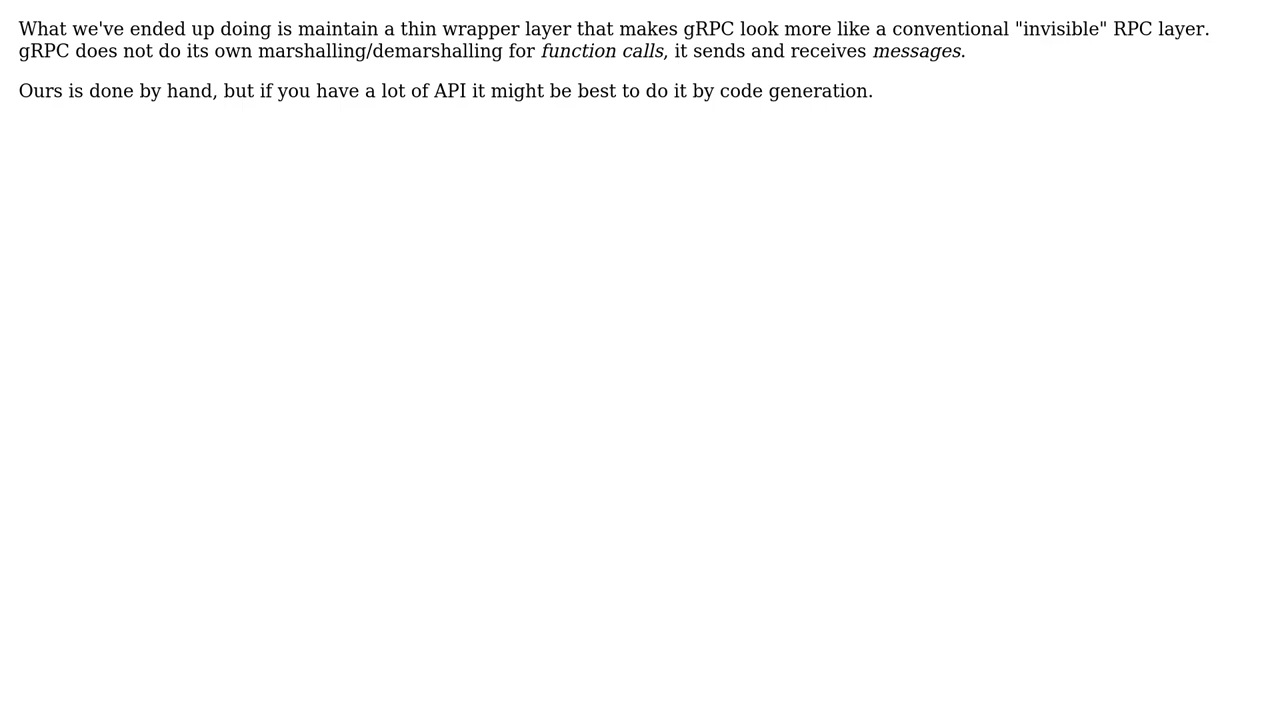 What we've ended up doing is maintain a thin wrapper layer that makes gRPC look more like a conventional "invisible" RPC layer.
gRPC does not do its own marshalling/demarshalling for function calls, it sends and receives messages.
Ours is done by hand, but if you have a lot of API it might be best to do it by code generation.